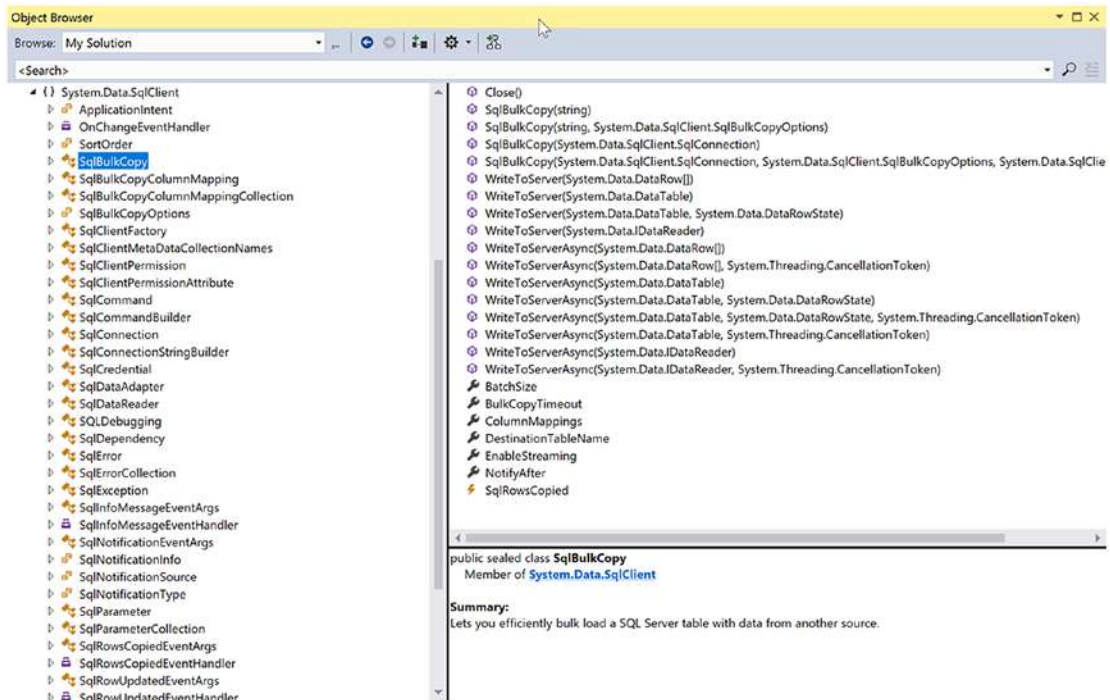 Object Browser
Browse: My Solution
<Search>
{ } System.Data.SqlClient
ApplicationIntent
OnChangeEventHandler
SortOrder
SqlBulkCopy
SqlBulkCopyColumnMapping
SqlBulkCopyColumnMappingCollection
SqlBulkCopyOptions
SqlClientFactory
SqlClientMetaDataCollectionNames
SqlClientPermission
SqlClientPermissionAttribute
SqlCommand
SqlCommandBuilder
SqlConnection
SqlConnectionStringBuilder
SqlCredential
SqlDataAdapter
SqlDataReader
SQLDebugging
SqlDependency
SqlError
SqlErrorCollection
SqlException
SqlInfoMessageEventArgs
SqlInfoMessageEventHandler
SqlNotificationEventArgs
SqlNotificationInfo
SqlNotificationSource
SqlNotificationType
SqlParameter
SqlParameterCollection
SqlRowsCopiedEventArgs
SqlRowsCopiedEventHandler
SqlRowUpdatedEventArgs
SqlRowUpdatedEventHandler
Close()
SqlBulkCopy(string)
SqlBulkCopy(string, System.Data.SqlClient.SqlBulkCopyOptions)
SqlBulkCopy(System.Data.SqlClient.SqlConnection)
SqlBulkCopy(System.Data.SqlClient.SqlConnection, System.Data.SqlClient.SqlBulkCopyOptions, System.Data.SqlClie
WriteToServer(System.Data.DataRow[])
WriteToServer(System.Data.DataTable)
WriteToServer(System.Data.DataTable, System.Data.DataRowState)
WriteToServer(System.Data.IDataReader)
WriteToServerAsync(System.Data.DataRow[])
WriteToServerAsync(System.Data.DataRow[], System.Threading.CancellationToken)
WriteToServerAsync(System.Data.DataTable)
WriteToServerAsync(System.Data.DataTable, System.Data.DataRowState)
WriteToServerAsync(System.Data.DataTable, System.Data.DataRowState, System.Threading.CancellationToken)
WriteToServerAsync(System.Data.DataTable, System.Threading.CancellationToken)
WriteToServerAsync(System.Data.IDataReader)
WriteToServerAsync(System.Data.IDataReader, System.Threading.CancellationToken)
BatchSize
BulkCopyTimeout
ColumnMappings
DestinationTableName
EnableStreaming
NotifyAfter
SqlRowsCopied
public sealed class SqlBulkCopy
Member of System.Data.SqlClient
Summary:
Lets you efficiently bulk load a SQL Server table with data from another source.